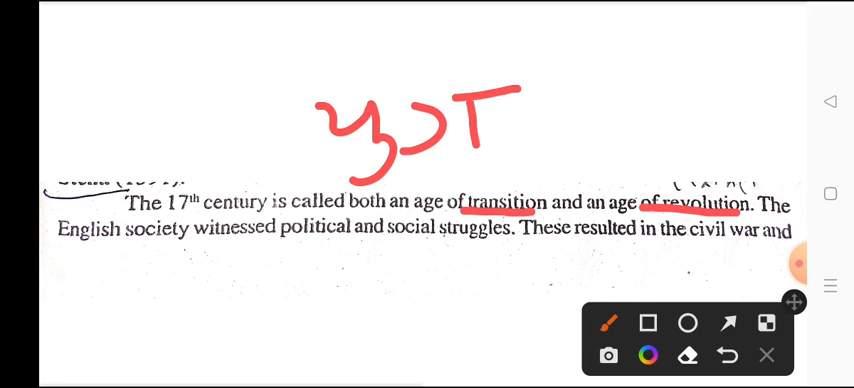 યુગ
The 17th century is called both an age of transition and an age of revolution. The
English society witnessed political and social struggles. These resulted in the civil war and